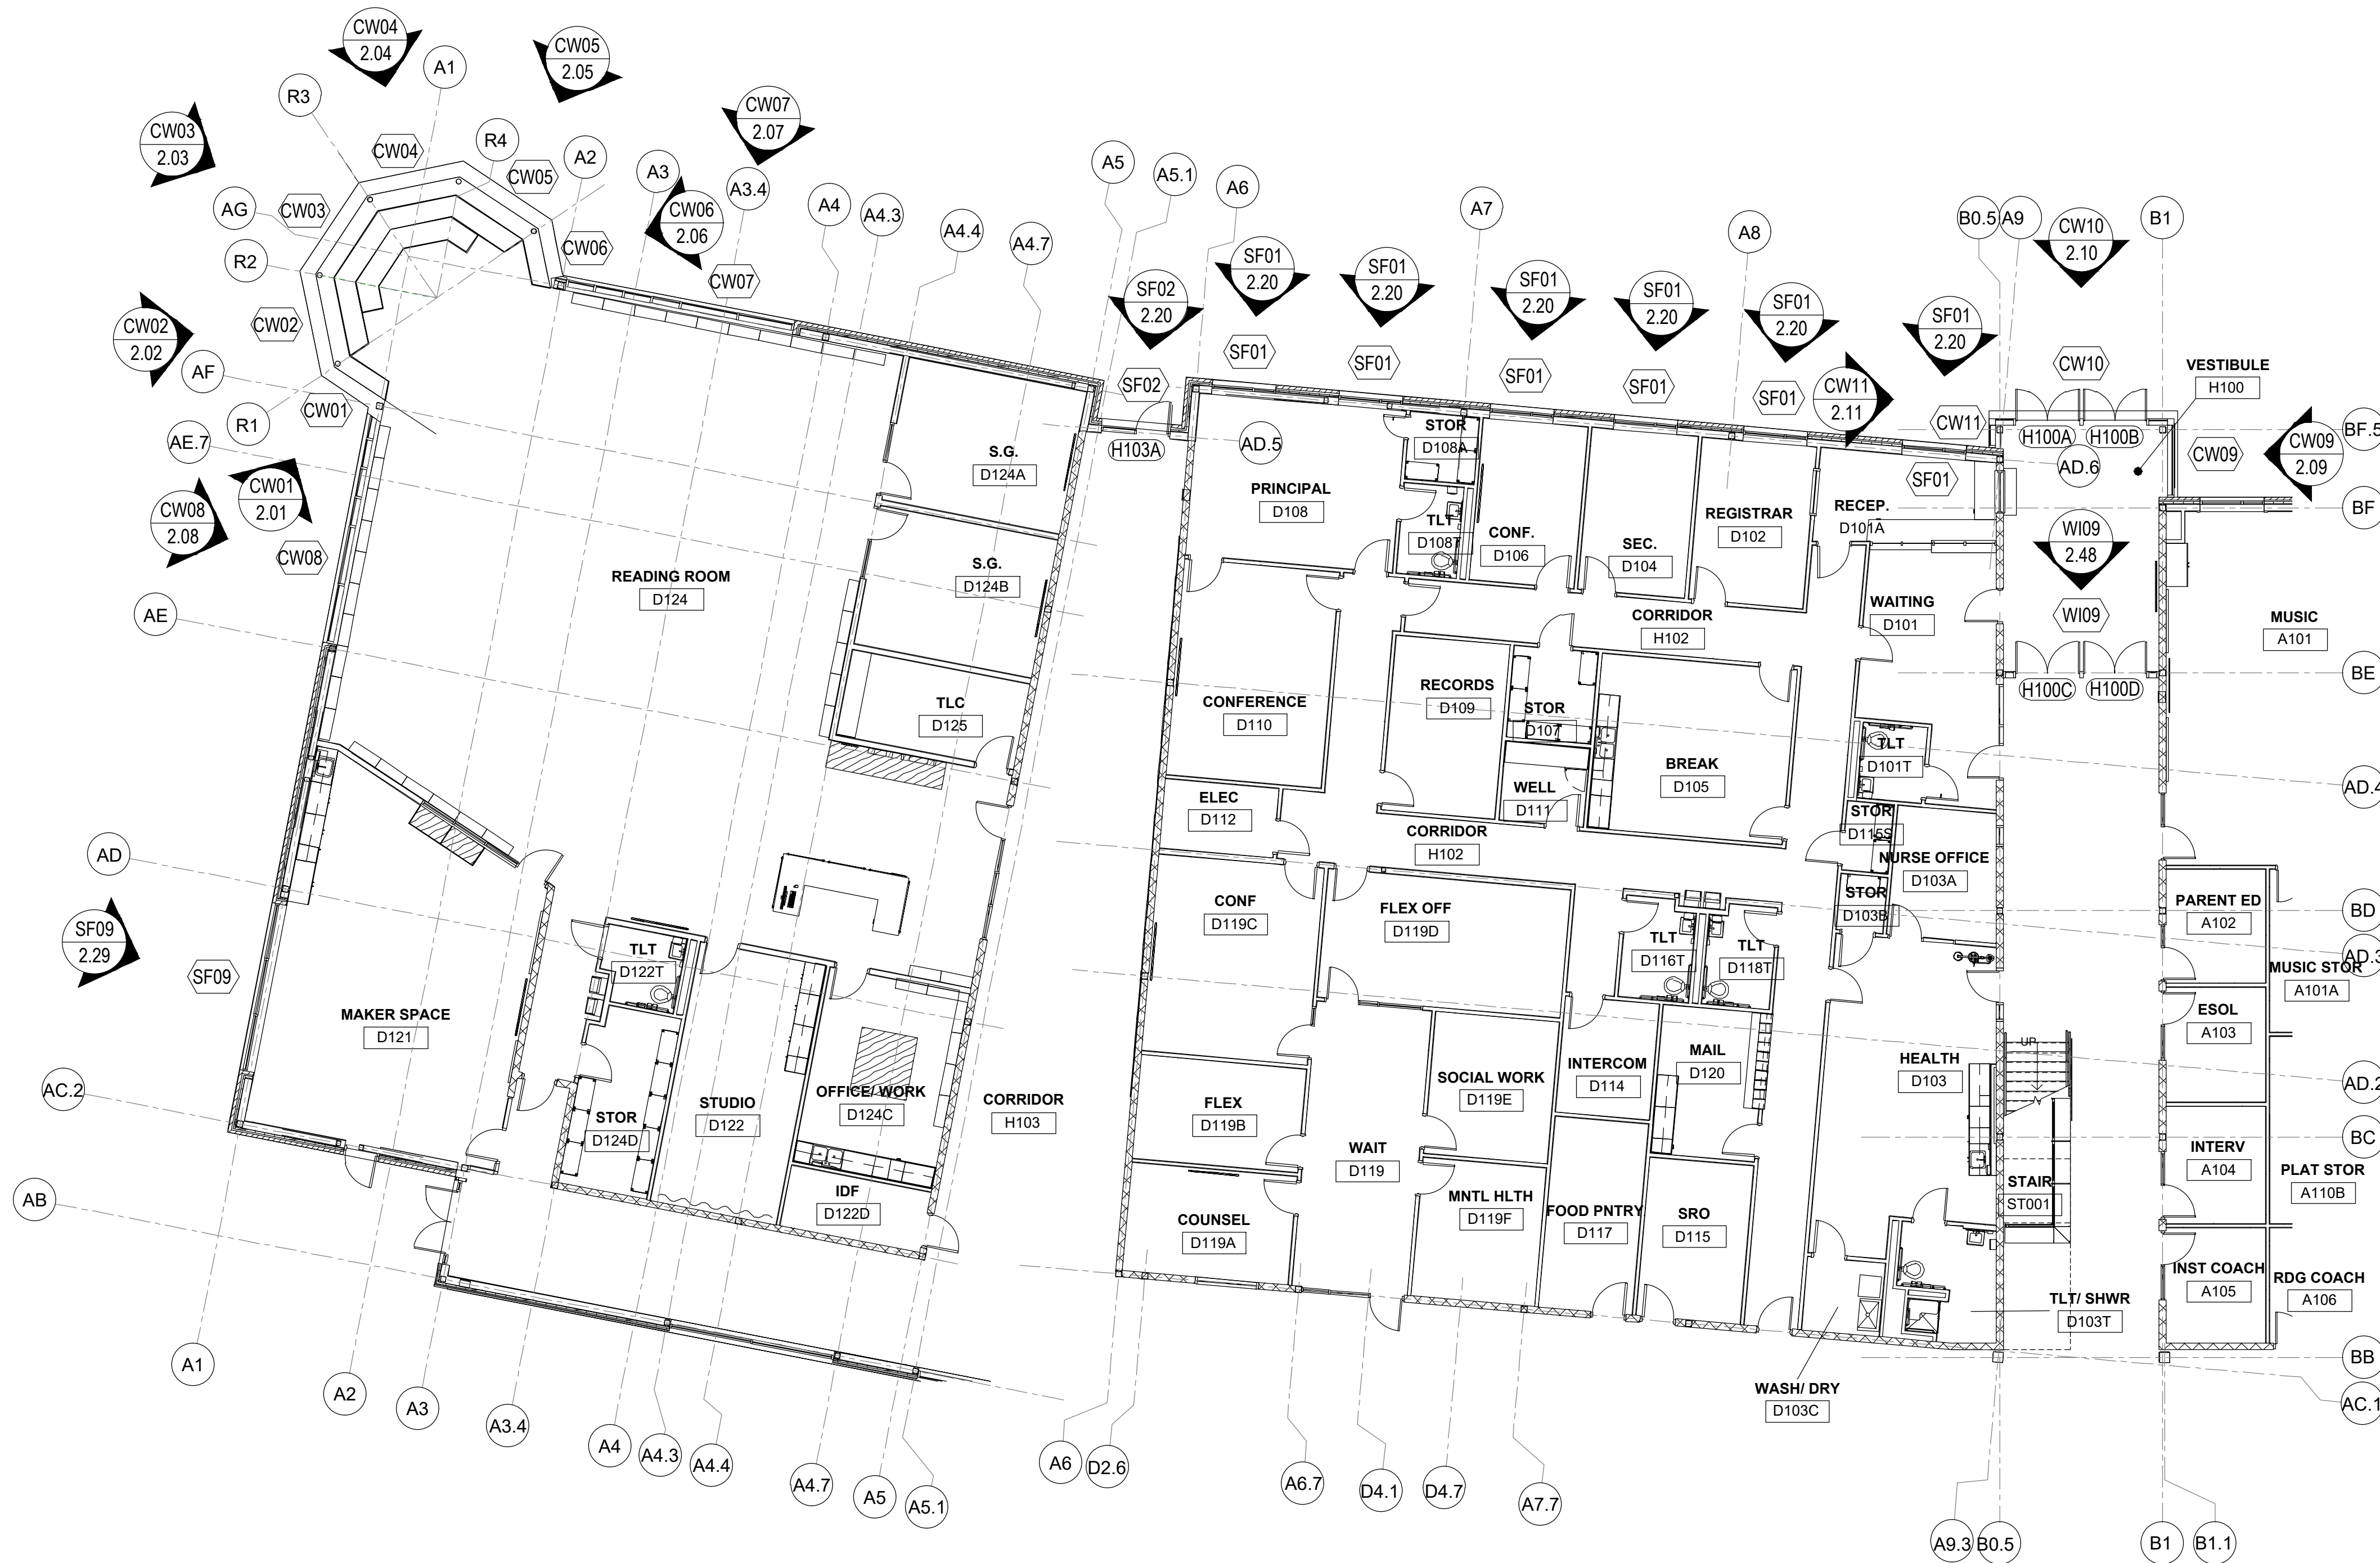 CW04
2.04
CW05
2.05
A1
R3
CW07
2.07
CW03
2.03
CW04
R4
CW05
A2
A3
A3.4
A5
A5.1
A6
AG
CW03
CW06
2.06
A4
A4.3
A4.4
A4.7
A7
A8
B0.5
A9
CW10
2.10
B1
R2
CW06
CW07
SF02
2.20
SF01
2.20
SF01
2.20
SF01
2.20
SF01
2.20
SF01
2.20
SF01
2.20
CW02
2.02
CW02
SF01
SF01
SF01
SF01
SF01
CW10
VESTIBULE
H100
AF
SF02
CW11
2.11
R1
CW01
CW11
H100A
H100B
BF.5
AE.7
H103A
AD.5
STOR
D108A
AD.6
CW09
CW09
2.09
CW01
2.01
CW08
2.08
S.G.
D124A
PRINCIPAL
D108
SF01
CW08
TLT
D108T
CONF.
D106
SEC.
D104
REGISTRAR
D102
RECEP.
D101A
BF
WI09
2.48
READING ROOM
D124
S.G.
D124B
CORRIDOR
H102
WAITING
D101
WI09
MUSIC
A101
AE
TLC
D125
CONFERENCE
D110
RECORDS
D109
STOR
D107
H100C
H100D
BE
BREAK
D105
TLT
D101T
AD.4
ELEC
D112
WELL
D111
CORRIDOR
H102
STOR
D115S
NURSE OFFICE
D103A
AD
STOR
D103B
PARENT ED
A102
BD
CONF
D119C
FLEX OFF
D119D
TLT
D116T
TLT
D118T
AD.3
SF09
2.29
SF09
TLT
D122T
MUSIC STOR
A101A
MAKER SPACE
D121
ESOL
A103
UP
AC.2
OFFICE/ WORK
D124C
CORRIDOR
H103
STUDIO
D122
STOR
D124D
FLEX
D119B
SOCIAL WORK
D119E
INTERCOM
D114
MAIL
D120
HEALTH
D103
AD.2
BC
WAIT
D119
INTERV
A104
PLAT STOR
A110B
AB
IDF
D122D
COUNSEL
D119A
MNTL HLTH
D119F
FOOD PNTRY
D117
SRO
D115
STAIR
ST001
INST COACH
A105
RDG COACH
A106
TLT/ SHWR
D103T
BB
WASH/ DRY
D103C
AC.1
A1
A2
A3
A3.4
A4
A4.3
A4.4
A4.7
A5
A5.1
A6
D2.6
A6.7
D4.1
D4.7
A7.7
A9.3
B0.5
B1
B1.1